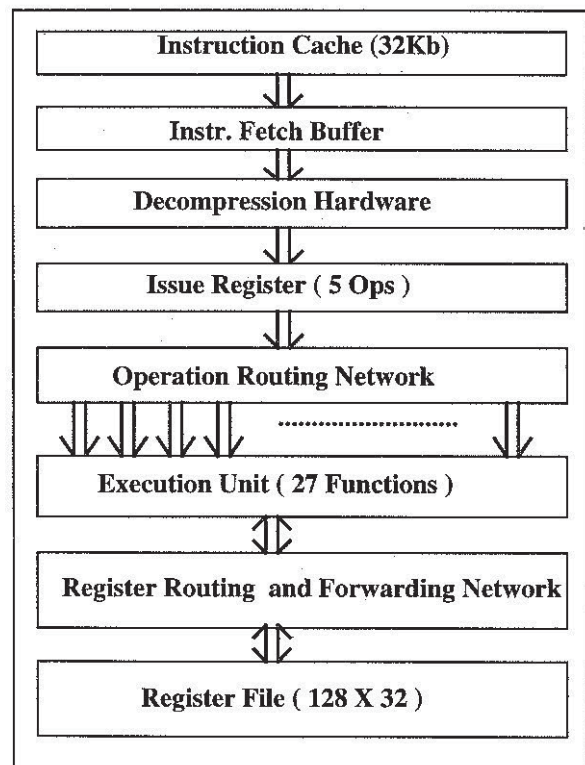 Instruction Cache (32Kb)
Instr. Fetch Buffer
Decompression Hardware
Issue Register ( 5 Ops )
Operation Routing Network
Execution Unit ( 27 Functions )
Register Routing and Forwarding Network
Register File ( 128 X 32 )